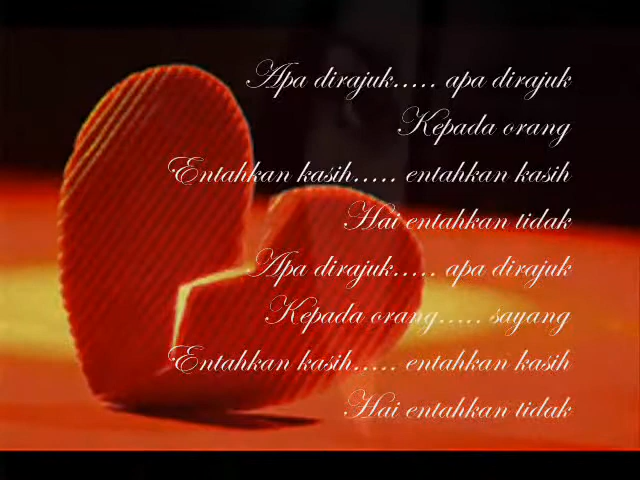 Apa dirajuk..... apa dirajuk
Kepada orang
Entahkan kasih..... entahkan kasih
Hai entahkan tidak
Apa dirajuk..... apa dirajuk
Kepada orang..... sayang
Entahkan kasih..... entahkan kasih
Hai entahkan tidak